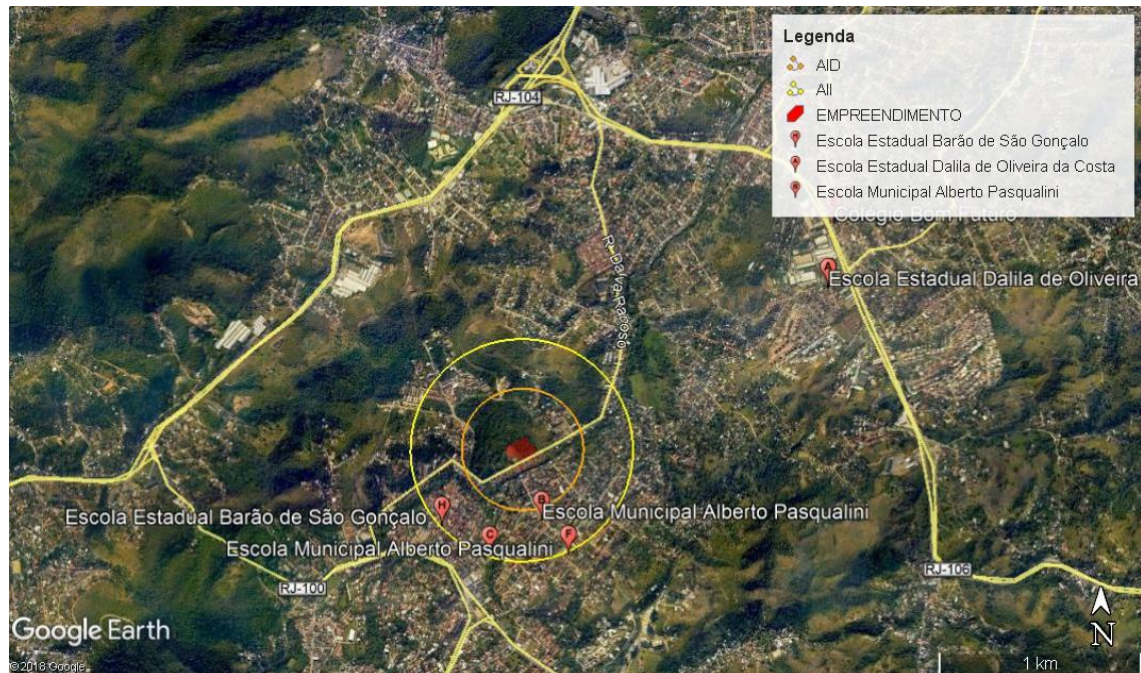 Legenda
AID
AII
EMPREENDIMENTO
H Escola Estadual Barão de São Gonçalo
A Escola Estadual Dalila de Oliveira da Costa
B Escola Municipal Alberto Pasqualini
RJ-104
Colégio Bom Futuro
A
Escola Estadual Dalila de Oliveira
R. Dalva Raposo
H
B
Escola Estadual Barão de São Gonçalo
Escola Municipal Alberto Pasqualini
C
F
Escola Municipal Alberto Pasqualini
RJ-100
RJ-106
N
Google Earth
© 2018 Google
1 km